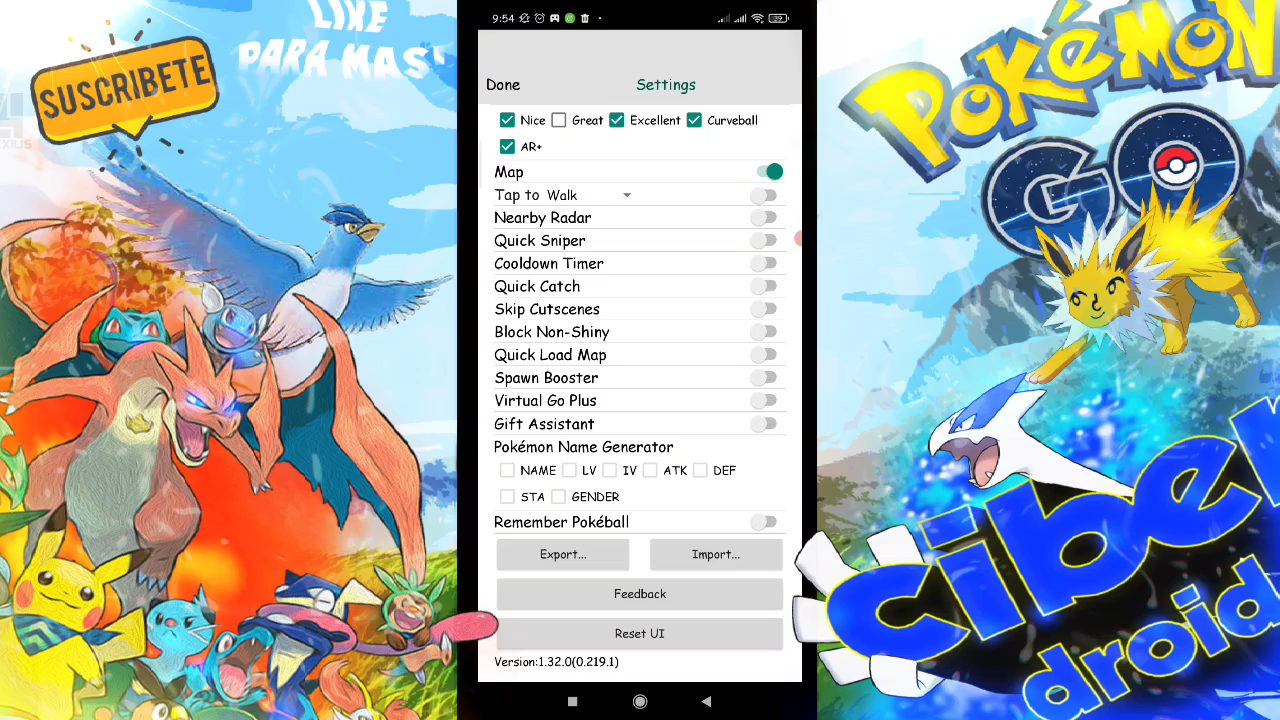 LIKE
PARA MAS
SUSCRIBETE
9:54
39
Done
Settings
Nice Great Excellent Curveball
AR+
Map
Tap to Walk
Nearby Radar
Quick Sniper
Cooldown Timer
Quick Catch
Skip Cutscenes
Block Non-Shiny
Quick Load Map
Spawn Booster
Virtual Go Plus
Gift Assistant
Pokémon Name Generator
NAME LV IV ATK DEF
STA GENDER
Remember Pokéball
Export... Import...
Feedback
Reset UI
Version:1.32.0(0.219.1)
POKÉMON
GO
Ciber
droid